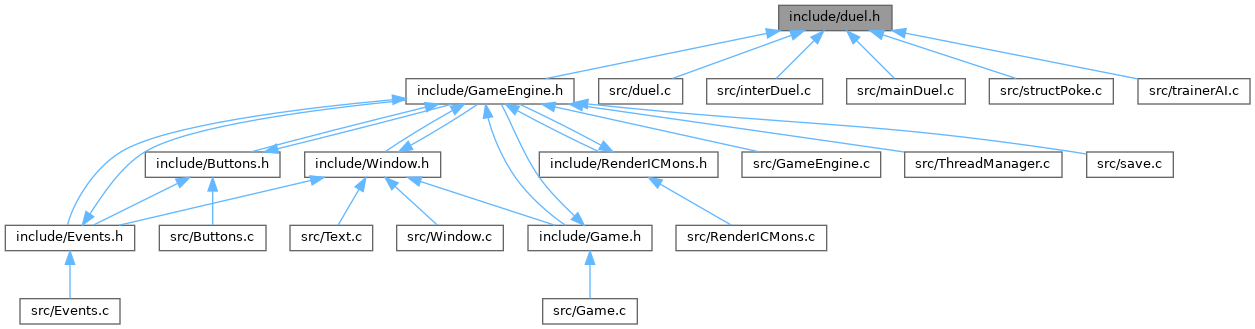 include/duel.h
include/GameEngine.h
src/duel.c
src/interDuel.c
src/mainDuel.c
src/structPoke.c
src/trainerAI.c
include/Buttons.h
include/Window.h
include/RenderICMons.h
src/GameEngine.c
src/ThreadManager.c
src/save.c
include/Events.h
src/Buttons.c
src/Text.c
src/Window.c
include/Game.h
src/RenderICMons.c
src/Events.c
src/Game.c